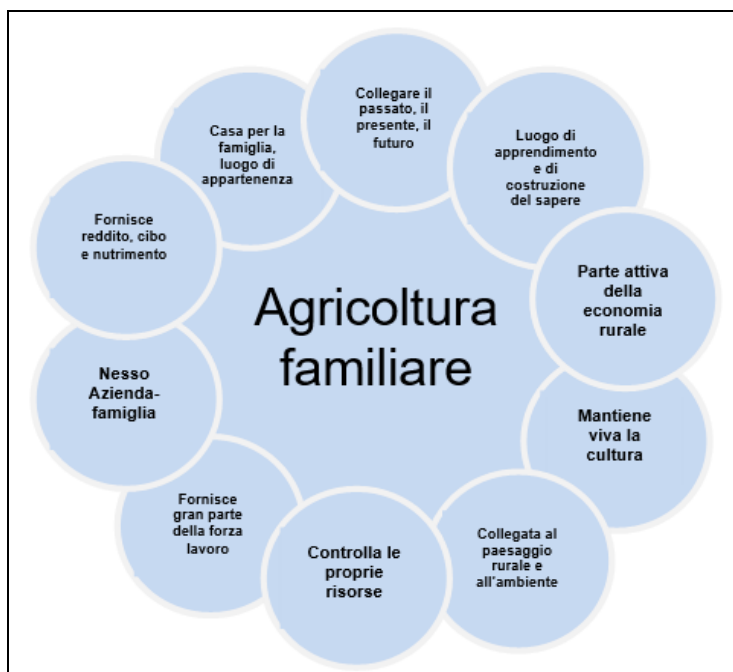 Agricoltura
familiare
Collegare il
passato, il
presente, il
futuro
Luogo di
apprendimento
e di
costruzione
del sapere
Parte attiva
della
economia
rurale
Mantiene
viva la
cultura
Collegata al
paesaggio
rurale e
all'ambiente
Controlla le
proprie
risorse
Fornisce
gran parte
della forza
lavoro
Nesso
Azienda-
famiglia
Fornisce
reddito, cibo
e nutrimento
Casa per la
famiglia,
luogo di
appartenenza